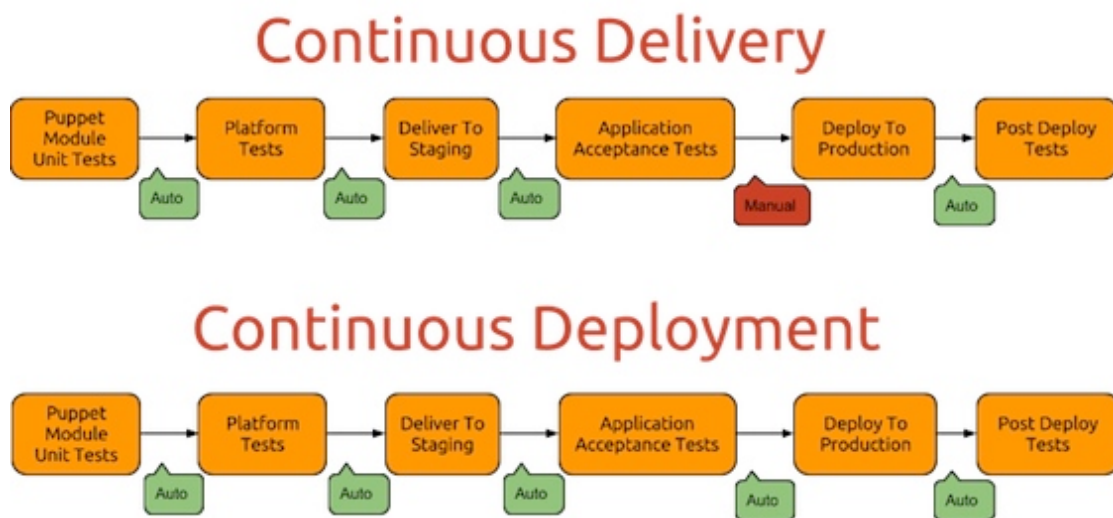 Continuous Delivery
Puppet
Module
Unit Tests
Platform
Tests
Deliver To
Staging
Application
Acceptance Tests
Deploy To
Production
Post Deploy
Tests
Auto
Auto
Auto
Manual
Auto
Continuous Deployment
Puppet
Module
Unit Tests
Platform
Tests
Deliver To
Staging
Application
Acceptance Tests
Deploy To
Production
Post Deploy
Tests
Auto
Auto
Auto
Auto
Auto